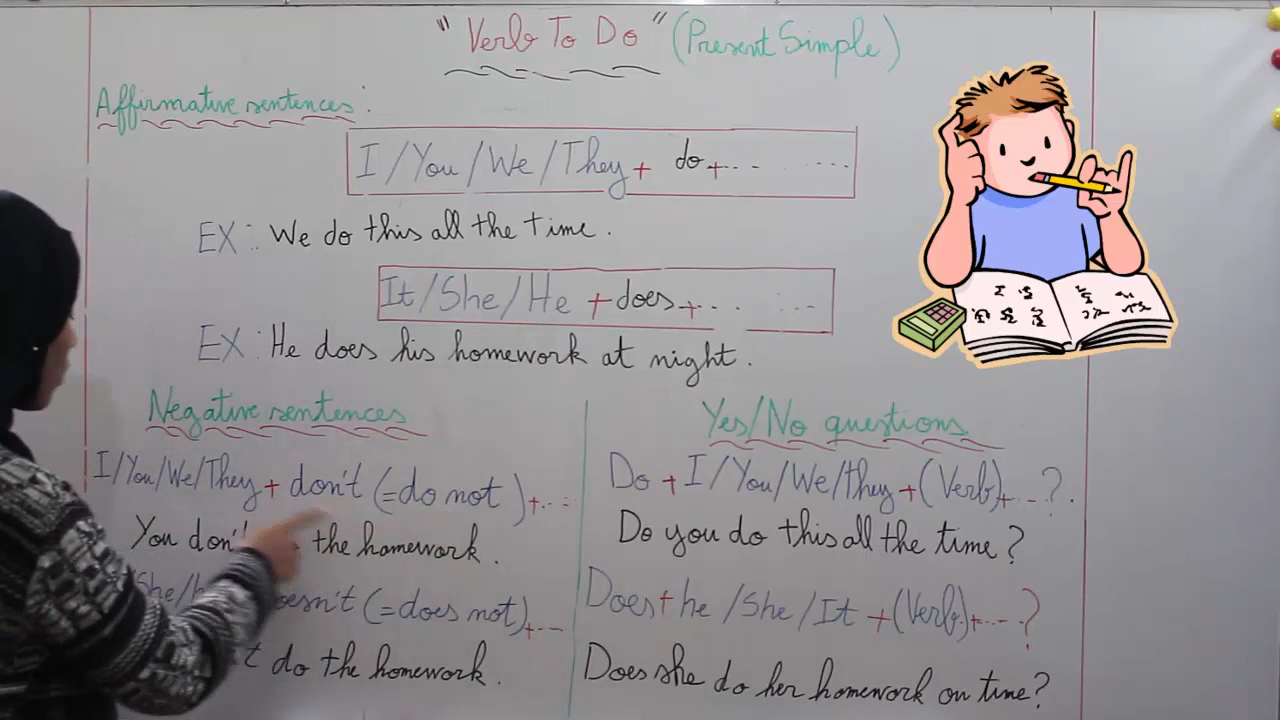 "Verb To Do" (Present Simple)
Affirmative sentences:
I/You/We/They + do +... ....
EX: We do this all the time.
It/She/He + does +... ...
EX: He does his homework at night.
Negative sentences
I/You/We/They + don't (= do not) +....
You don't the homework.
She/ doesn't (= does not) +...
do the homework.
Yes/No questions
Do + I/You/We/they + (Verb) +...?.
Do you do this all the time?
Does + he /She/It + (Verb) +...?
Does she do her homework on time?